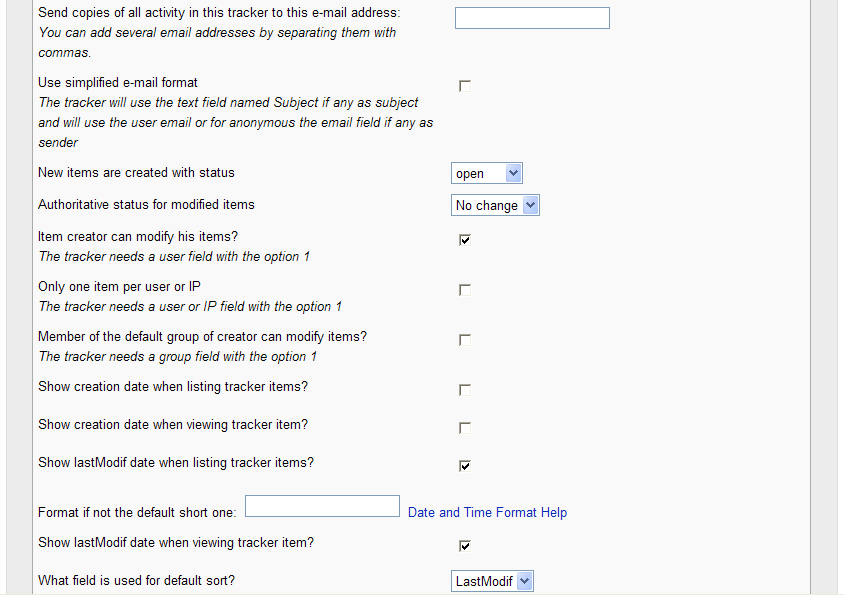 Send copies of all activity in this tracker to this e-mail address:
You can add several email addresses by separating them with
commas.
Use simplified e-mail format
The tracker will use the text field named Subject if any as subject
and will use the user email or for anonymous the email field if any as
sender
New items are created with status open
Authoritative status for modified items No change
Item creator can modify his items?
The tracker needs a user field with the option 1
Only one item per user or IP
The tracker needs a user or IP field with the option 1
Member of the default group of creator can modify items?
The tracker needs a group field with the option 1
Show creation date when listing tracker items?
Show creation date when viewing tracker item?
Show lastModif date when listing tracker items?
Format if not the default short one: Date and Time Format Help
Show lastModif date when viewing tracker item?
What field is used for default sort? LastModif